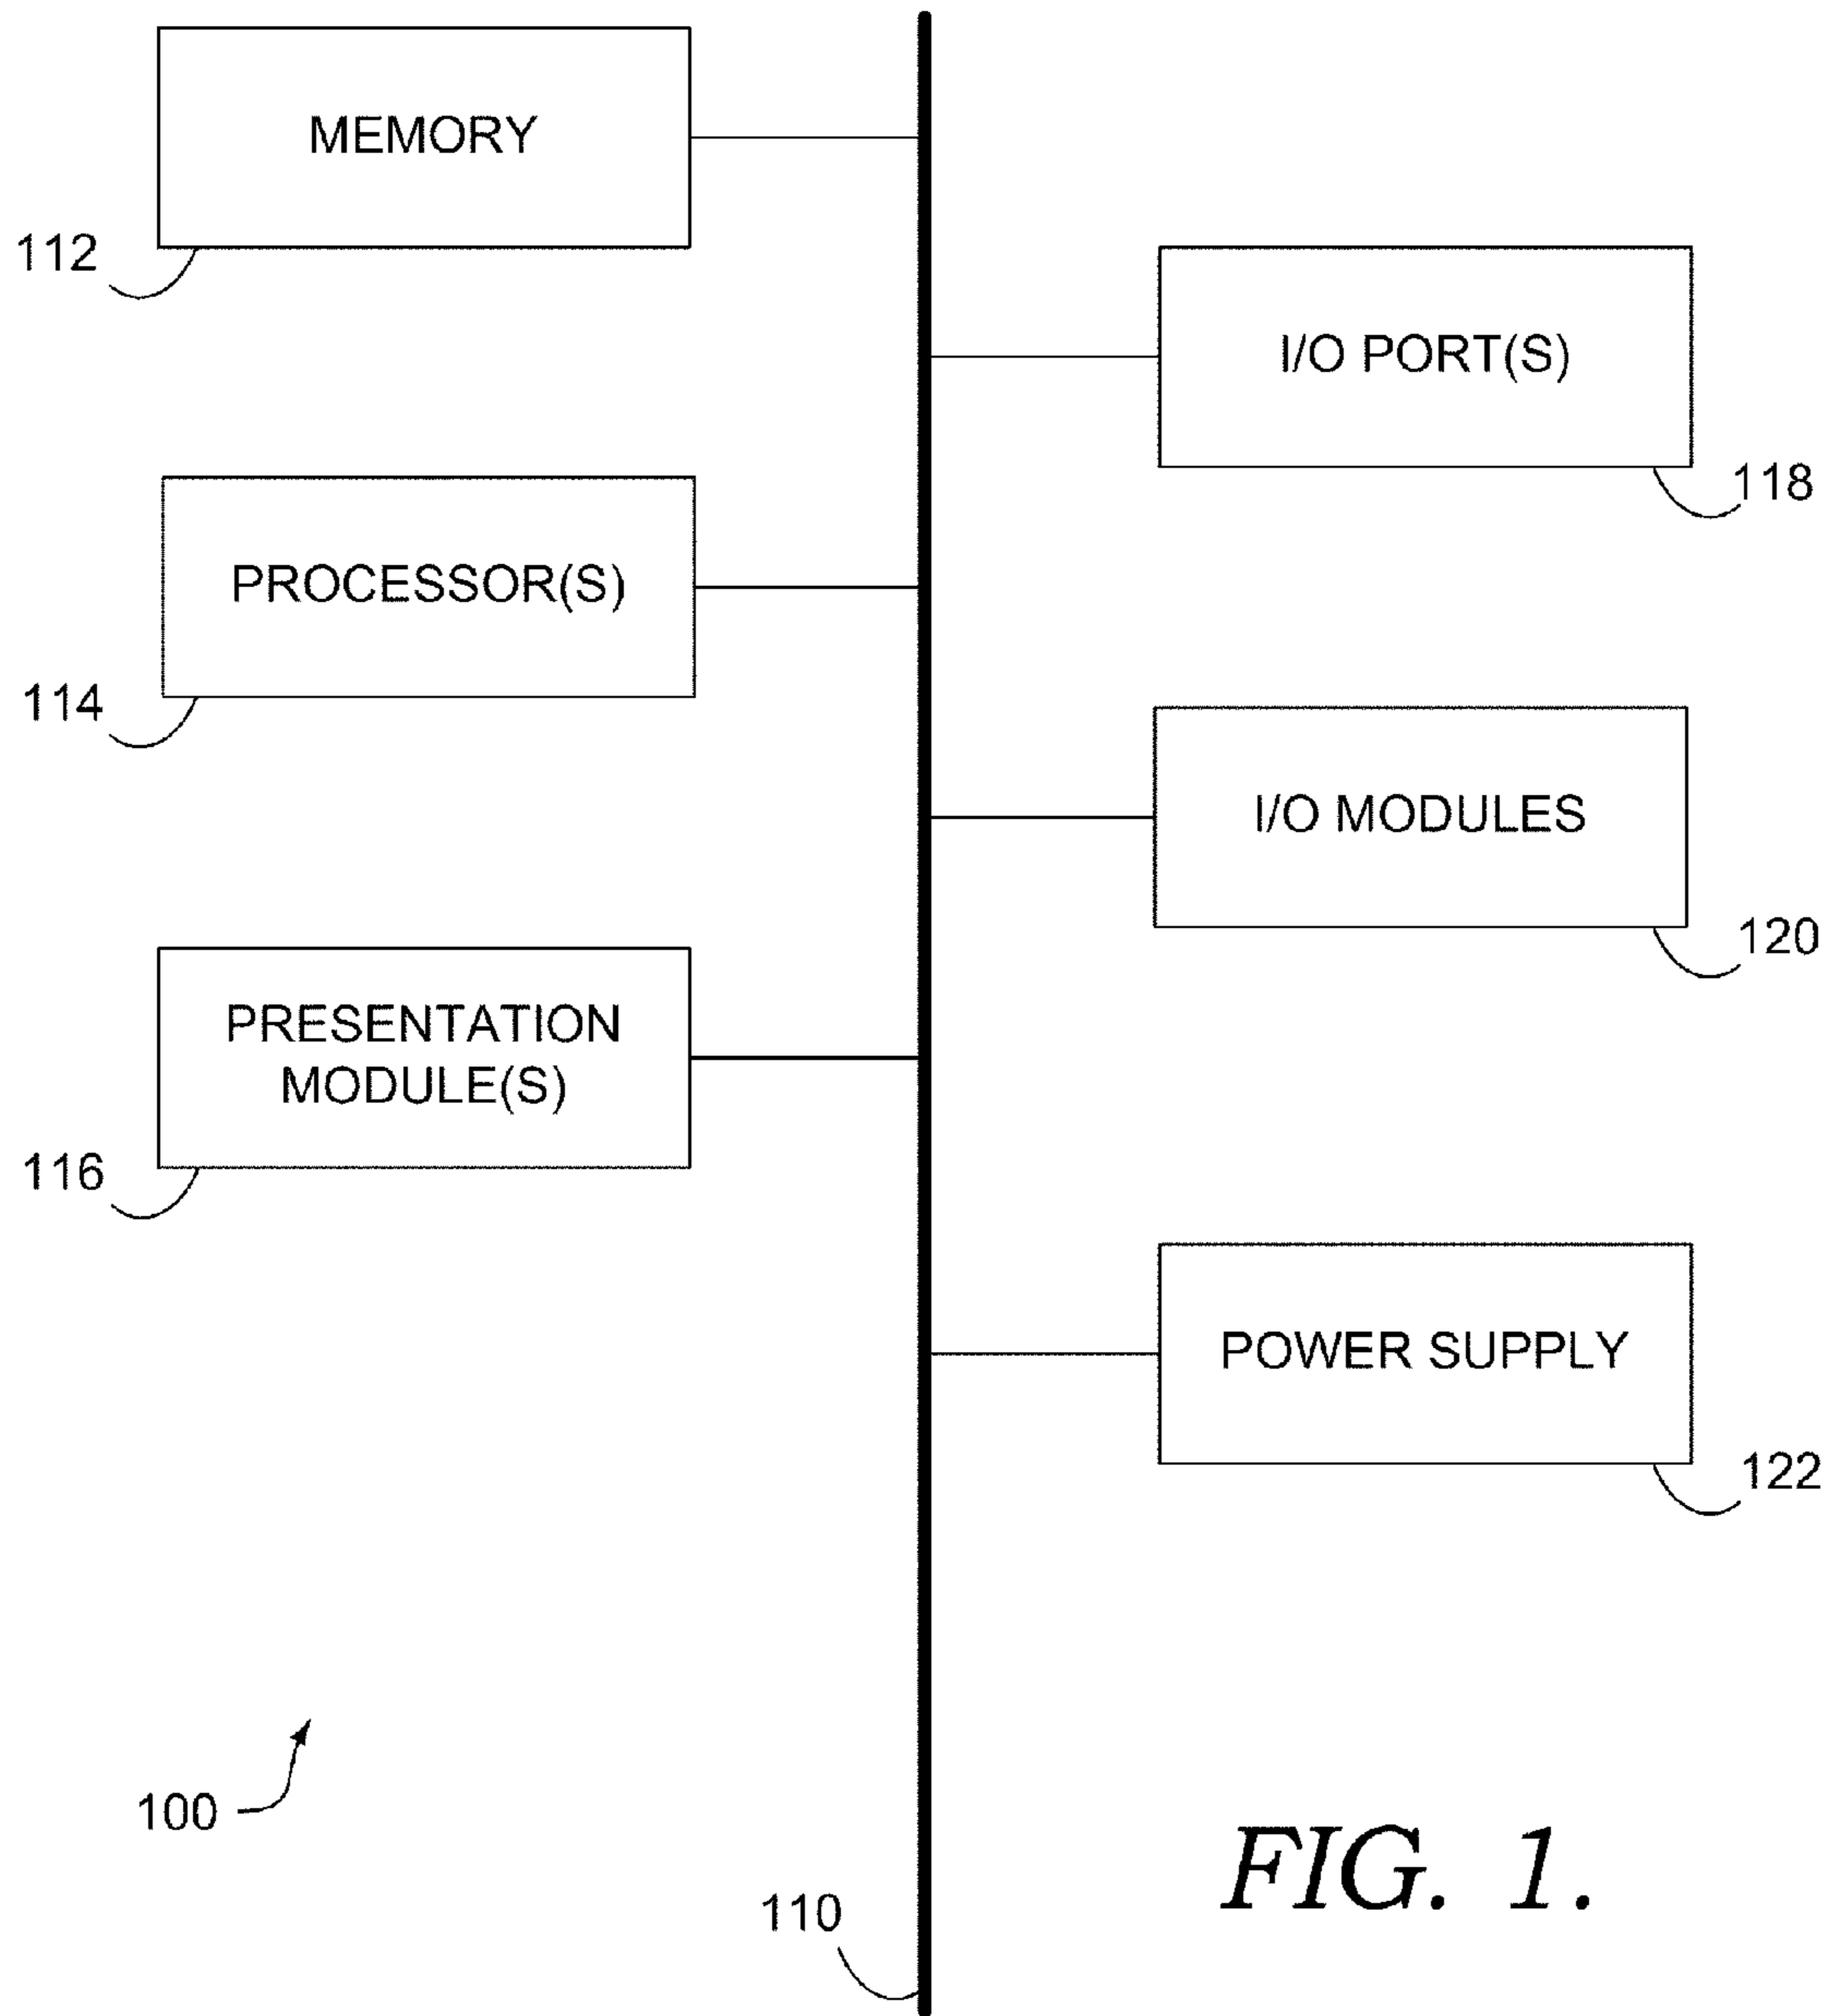 MEMORY
112
I/O PORT(S)
118
PROCESSOR(S)
114
I/O MODULES
120
PRESENTATION
MODULE(S)
116
POWER SUPPLY
122
100
110
FIG. 1.